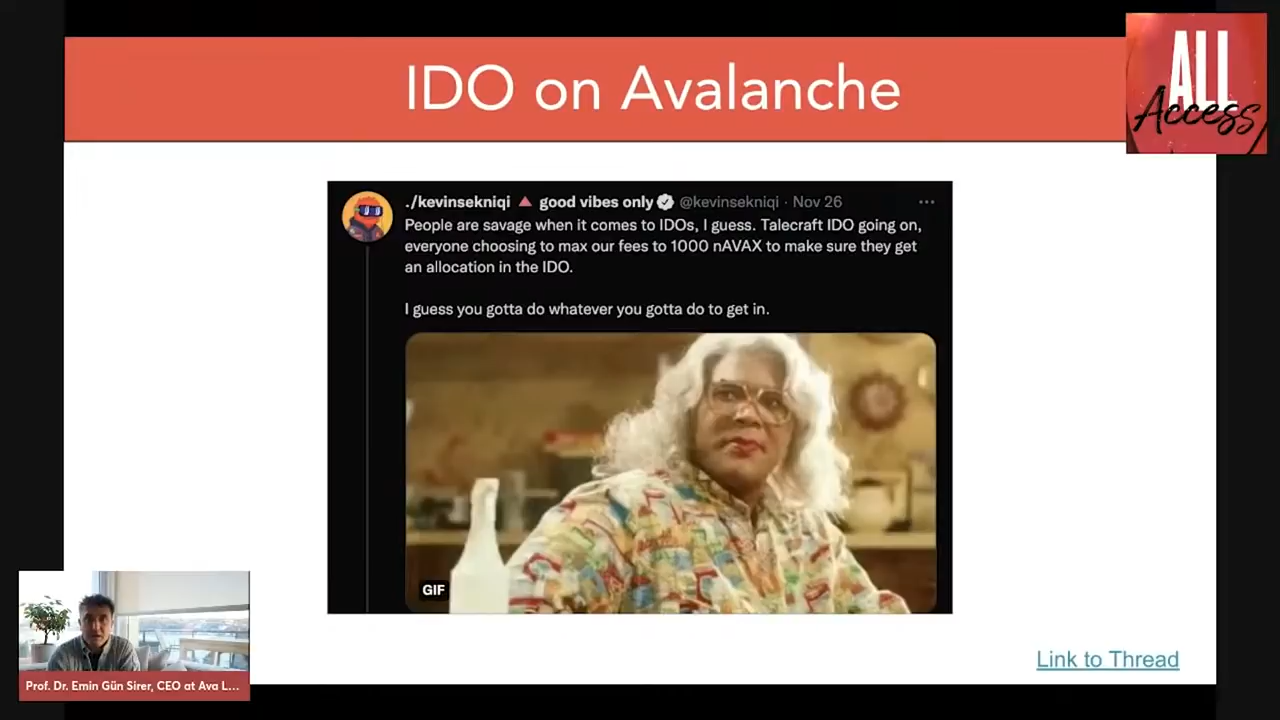 IDO on Avalanche
ALL
Access
./kevinsekniqi 🔺 good vibes only @kevinsekniqi · Nov 26
People are savage when it comes to IDOs, I guess. Talecraft IDO going on,
everyone choosing to max our fees to 1000 nAVAX to make sure they get
an allocation in the IDO.
I guess you gotta do whatever you gotta do to get in.
GIF
Link to Thread
Prof. Dr. Emin Gün Sirer, CEO at Ava L...